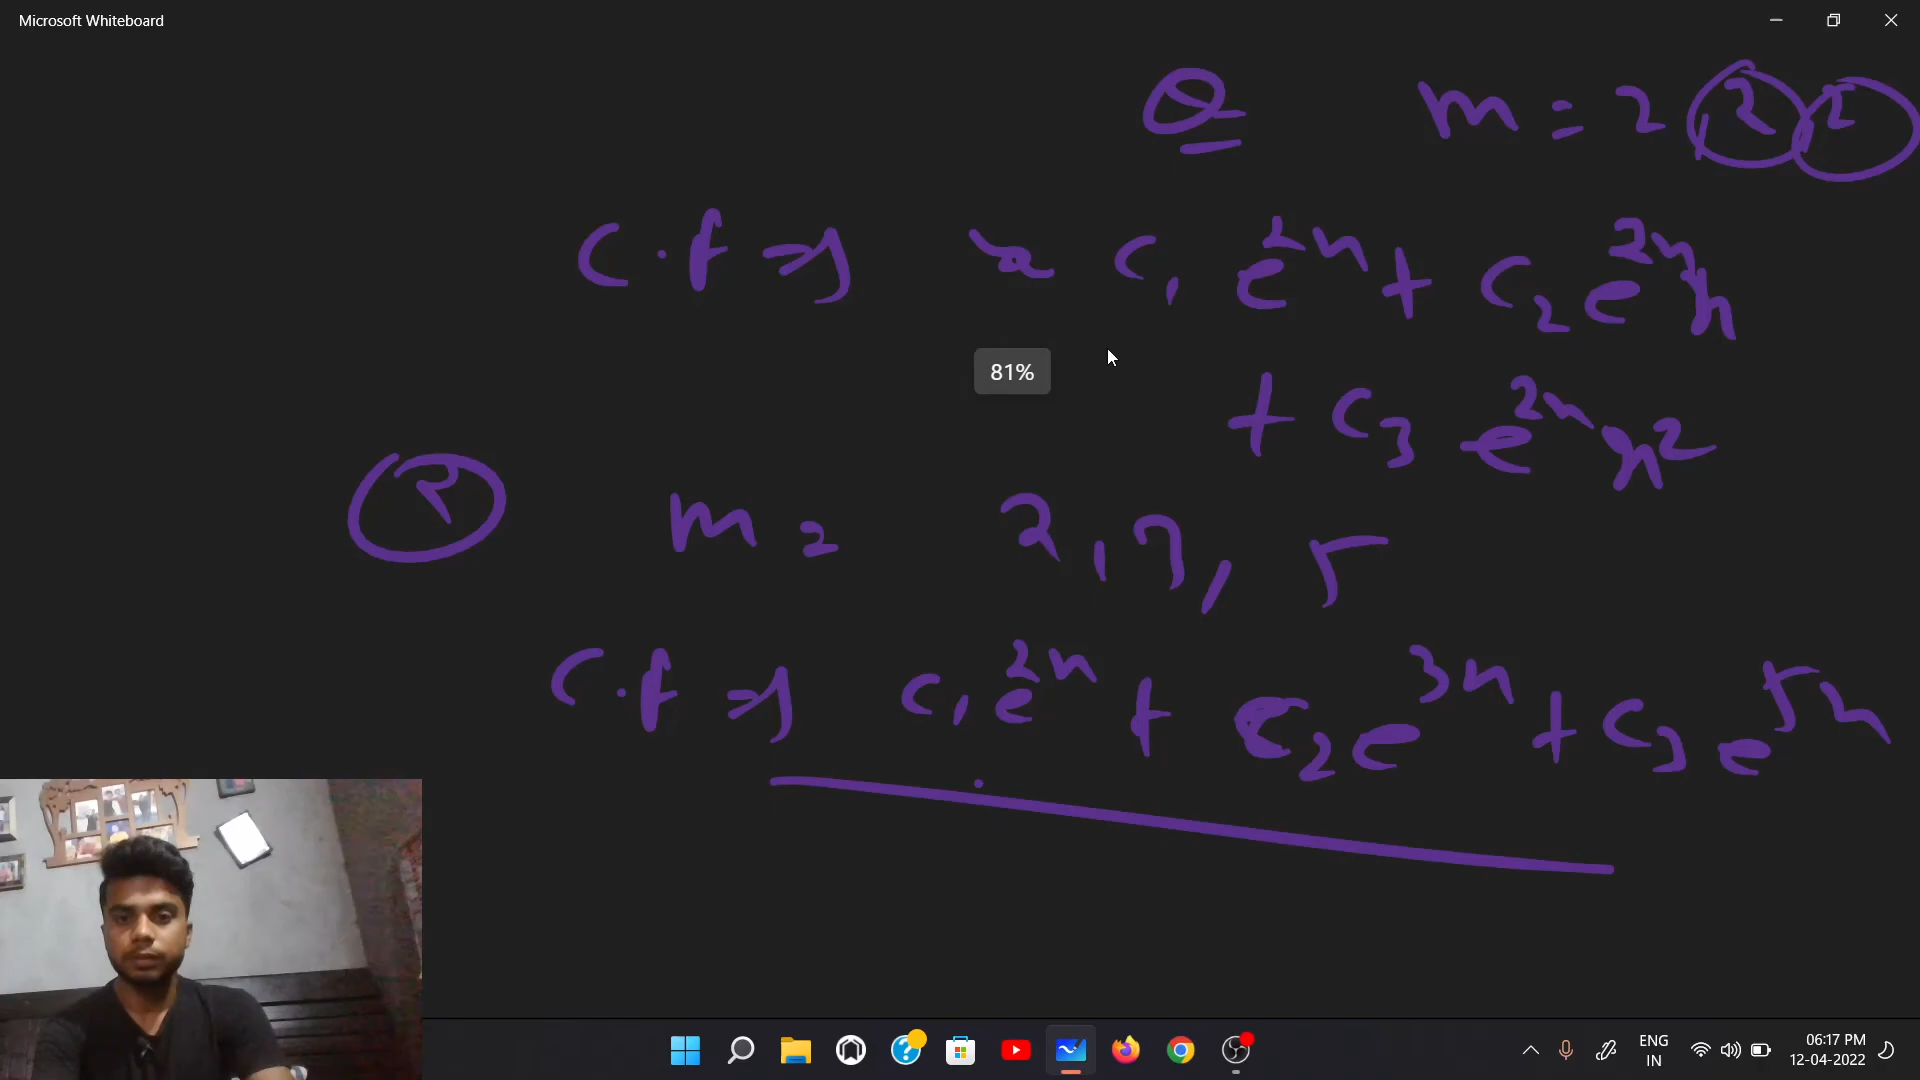 Microsoft Whiteboard
Q m = 2 2 2
C.f => c1 e^2x + c2 e^2x x
81%
+ c3 e^2x x^2
2 m = 2, 3, 5
C.f => c1 e^2x + c2 e^3x + c3 e^5x
ENG
IN
06:17 PM
12-04-2022